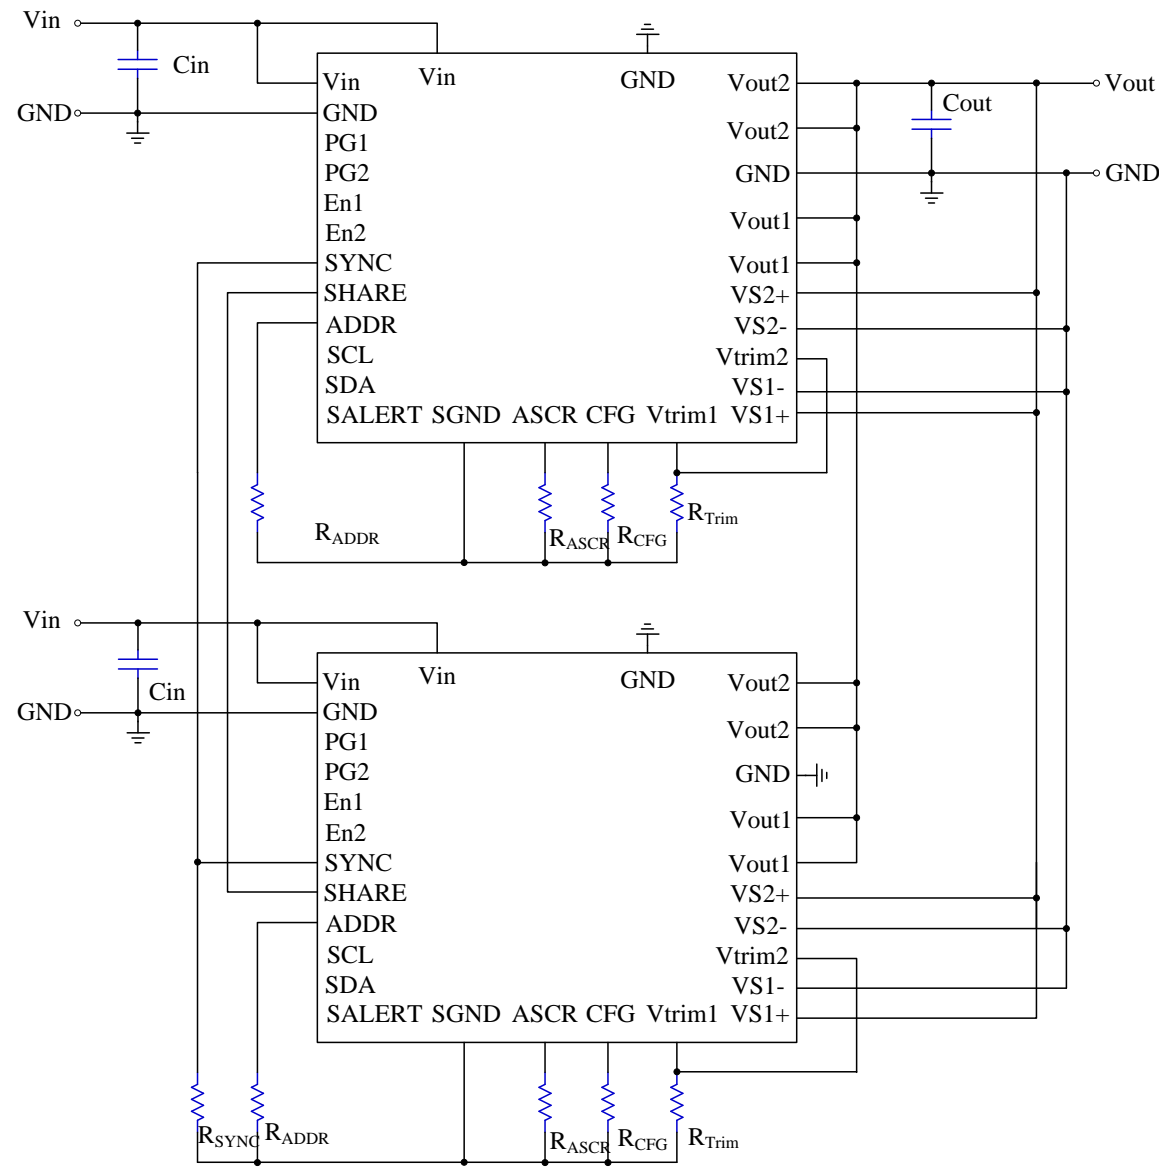 Vin
Cin
GND
Vin
GND
Vin
GND
PG1
PG2
En1
En2
SYNC
SHARE
ADDR
SCL
SDA
SALERT SGND ASCR CFG Vtrim1 VS1+
Vout2
Vout2
GND
Vout1
Vout1
VS2+
VS2-
Vtrim2
VS1-
Cout
Vout
GND
RADDR
RASCR
RCFG
RTrim
Vin
Cin
GND
Vin
GND
Vin
GND
PG1
PG2
En1
En2
SYNC
SHARE
ADDR
SCL
SDA
SALERT SGND ASCR CFG Vtrim1 VS1+
Vout2
Vout2
GND
Vout1
Vout1
VS2+
VS2-
Vtrim2
VS1-
RSYNC
RADDR
RASCR
RCFG
RTrim